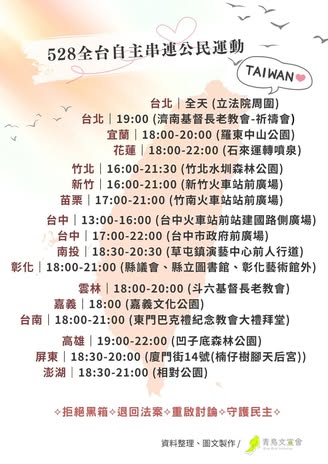 528全台自主串連公民運動
TAIWAN
台北｜全天 (立法院周圍)
台北｜19:00 (濟南基督長老教會-祈禱會)
宜蘭｜18:00-20:00 (羅東中山公園)
花蓮｜18:00-22:00 (石來運轉噴泉)
竹北｜16:00-21:30 (竹北水圳森林公園)
新竹｜16:00-21:00 (新竹火車站前廣場)
苗栗｜17:00-21:00 (竹南火車站前廣場)
台中｜13:00-16:00 (台中火車站前站建國路側廣場)
台中｜17:00-22:00 (台中市政府前廣場)
南投｜18:30-20:30 (草屯鎮演藝中心前人行道)
彰化｜18:00-21:00 (縣議會、縣立圖書館、彰化藝術館外)
雲林｜18:00-20:00 (斗六基督長老教會)
嘉義｜18:00 (嘉義文化公園)
台南｜18:00-21:00 (東門巴克禮紀念教會大禮拜堂)
高雄｜19:00-22:00 (凹子底森林公園)
屏東｜18:30-20:00 (廈門街14號(楠仔樹腳天后宮))
澎湖｜18:30-21:00 (相對公園)
✧拒絕黑箱✧退回法案✧重啟討論✧守護民主✧
資料整理、圖文製作 / 青鳥文宣會